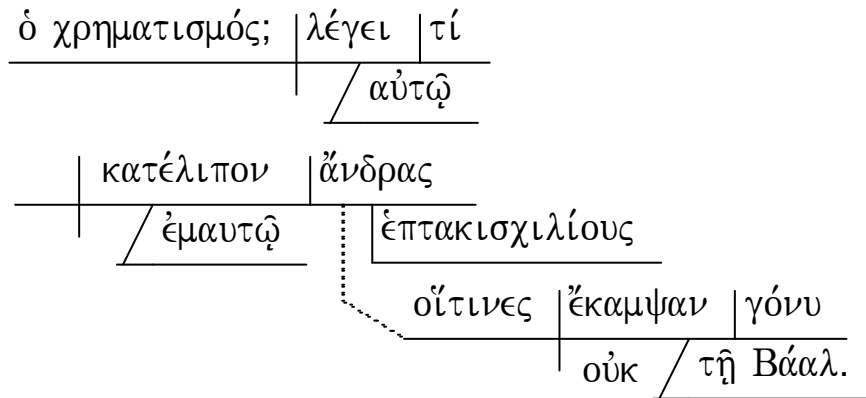 ὁ χρηματισμός; λέγει τί
αὐτῷ
κατέλιπον ἄνδρας
ἐμαυτῷ ἑπτακισχιλίους
οἵτινες ἔκαμψαν γόνυ
οὐκ τῇ Βάαλ.